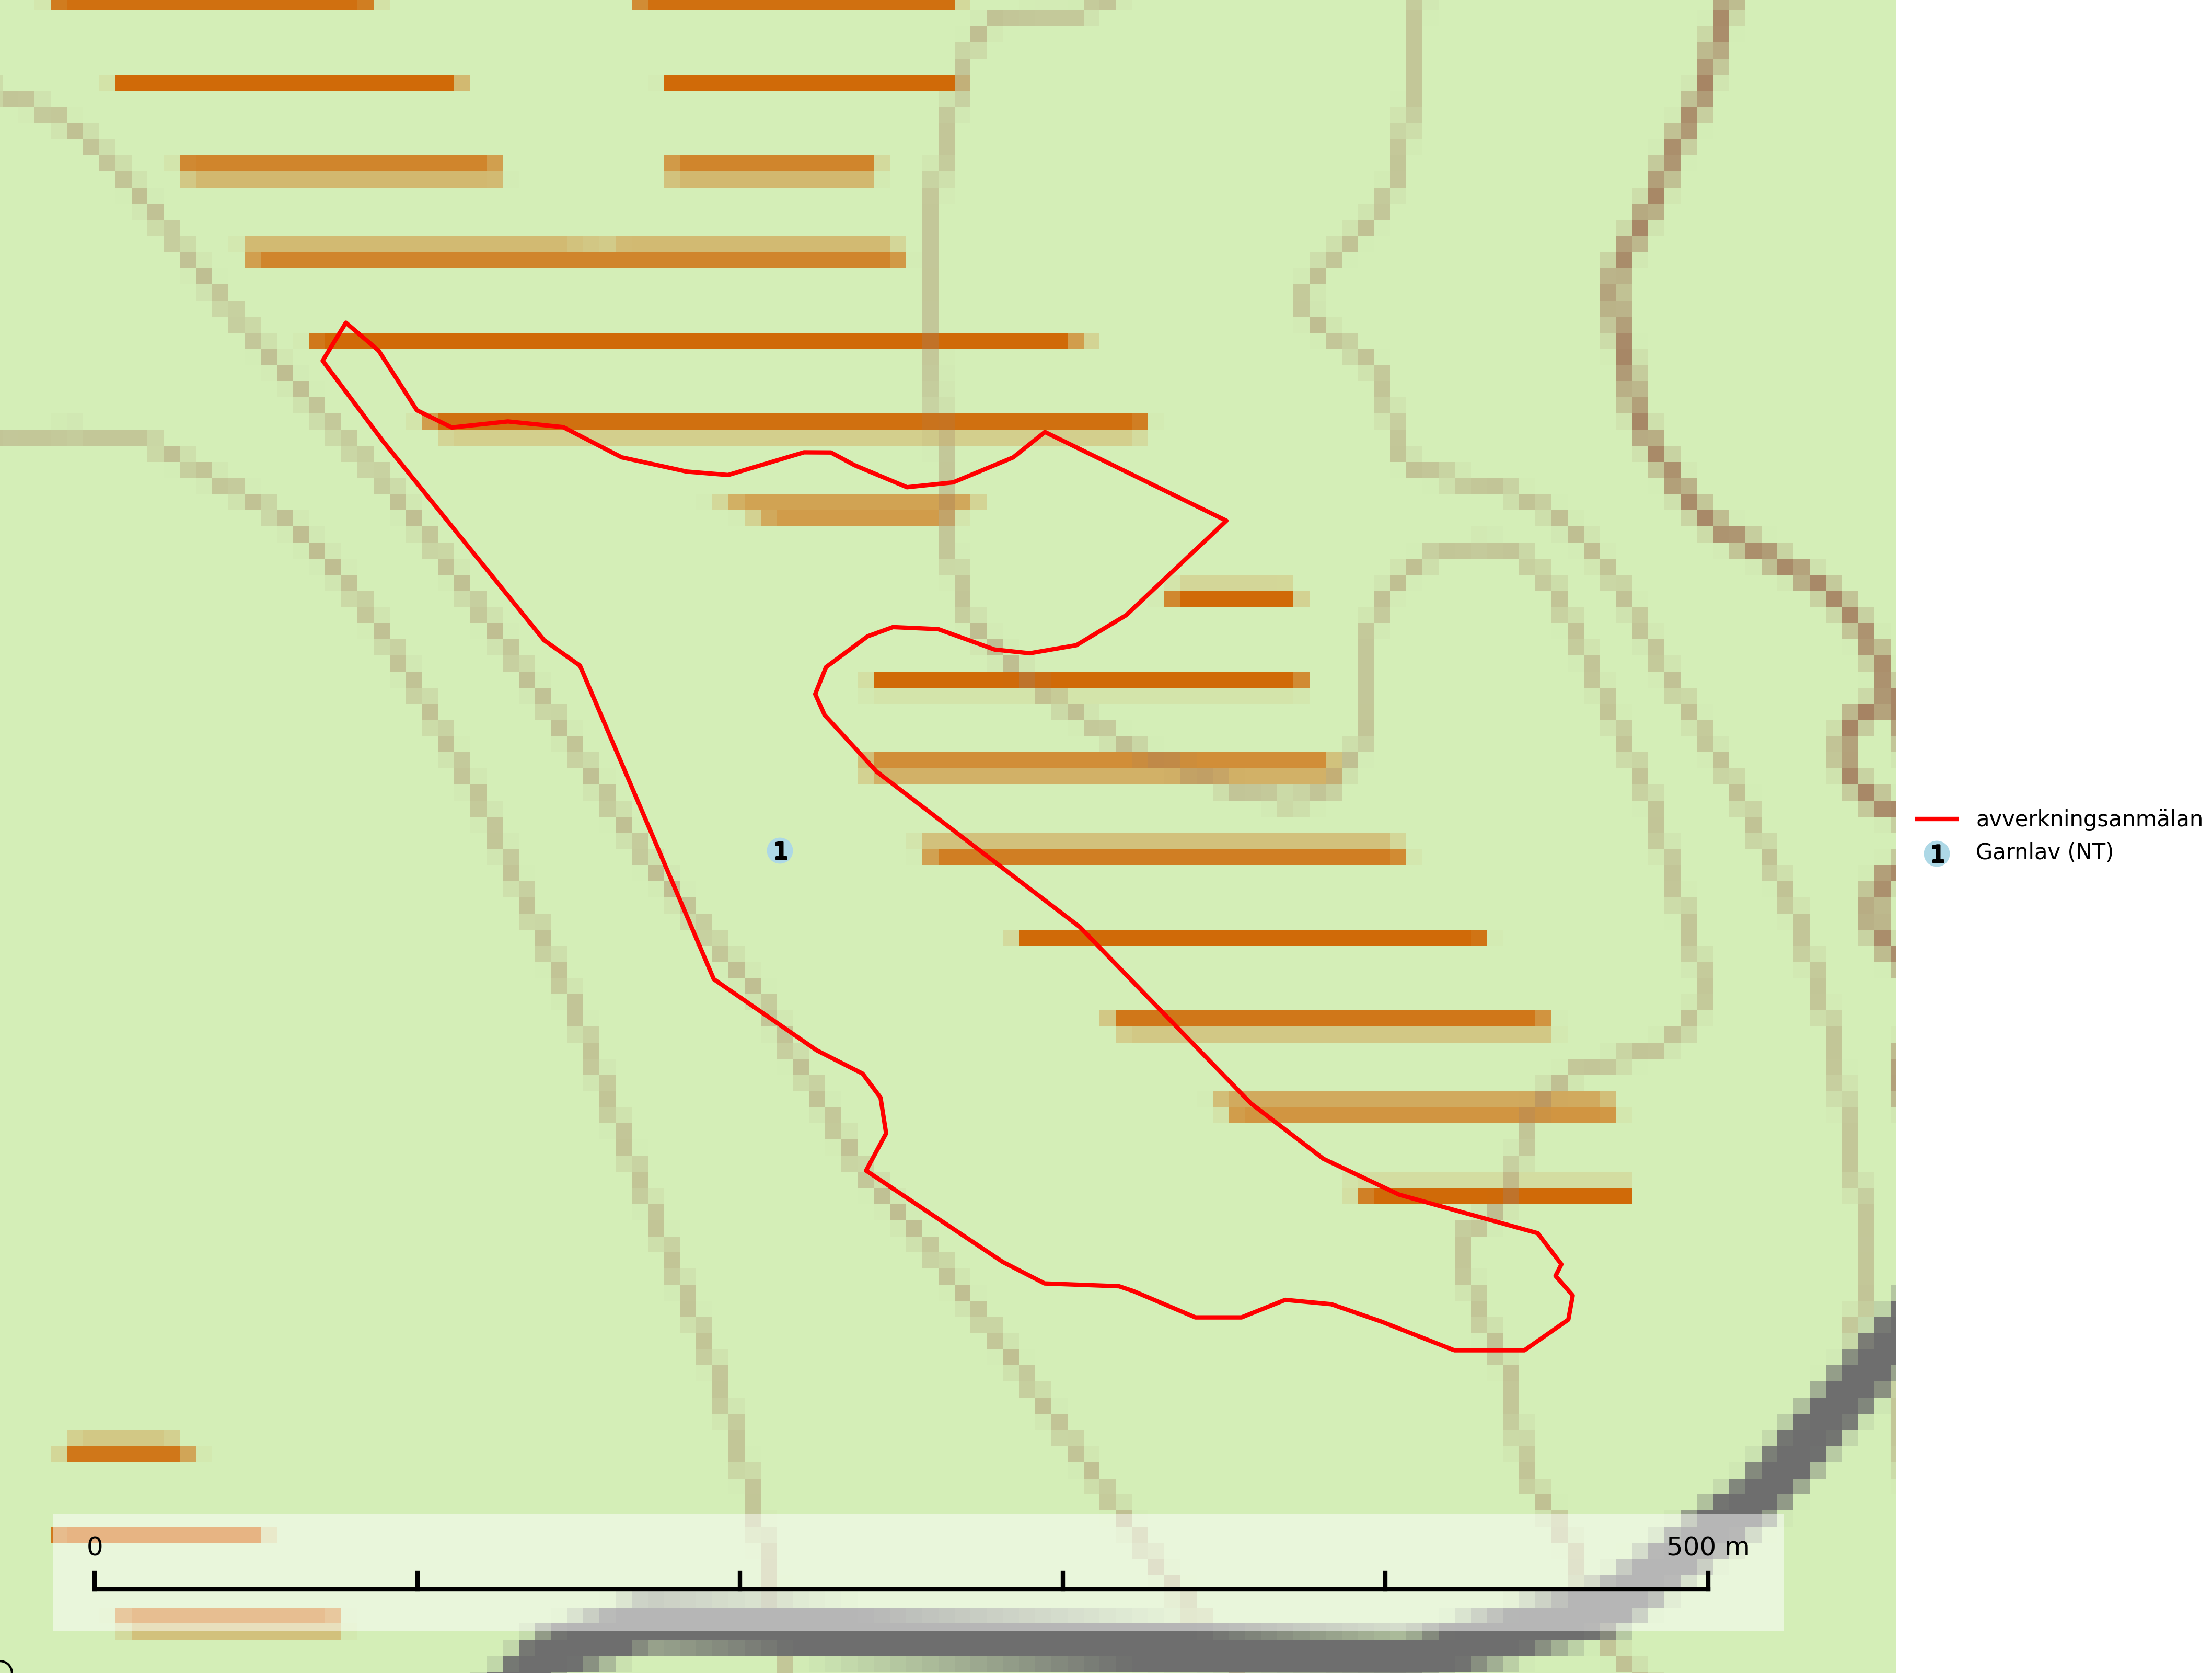 avverkningsanmälan
1
1 Garnlav (NT)
0 500 m